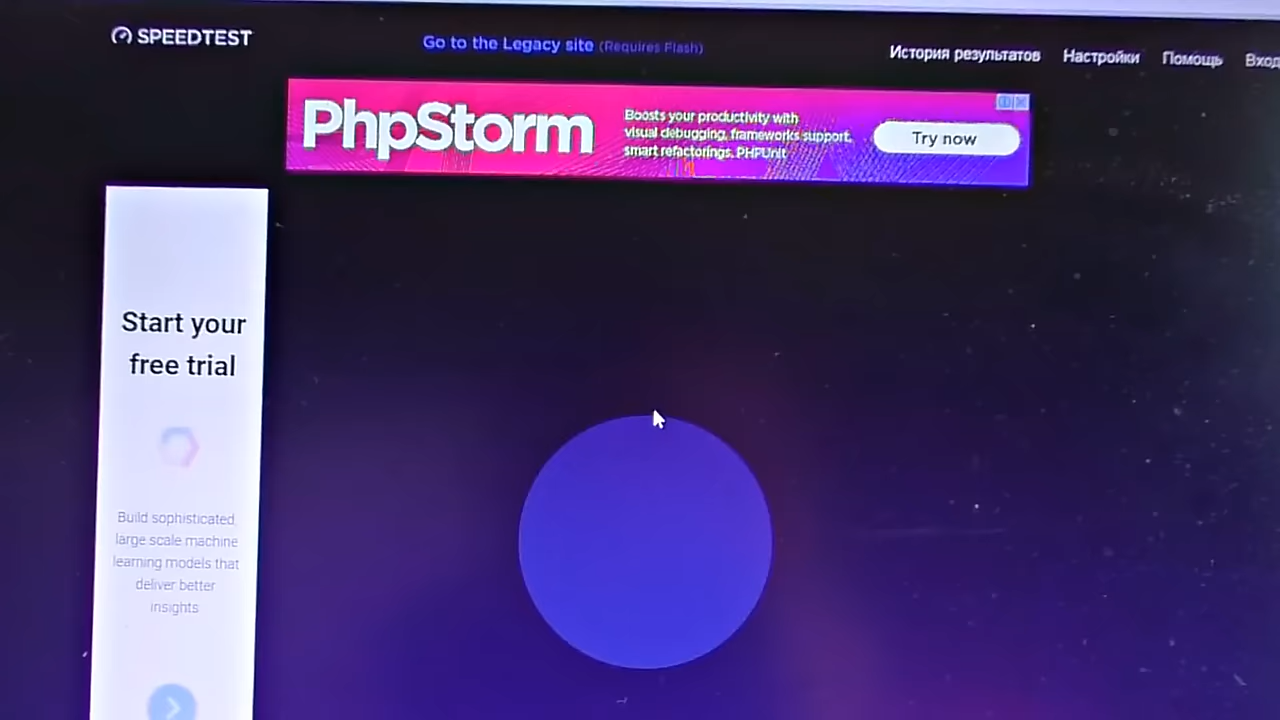 SPEEDTEST
Go to the Legacy site (Requires Flash)
История результатов
Настройки
Помощь
Вход
PhpStorm
Boosts your productivity with
visual debugging, frameworks support,
smart refactorings, PHPUnit
Try now
Start your
free trial
Build sophisticated,
large scale machine
learning models that
deliver better
insights